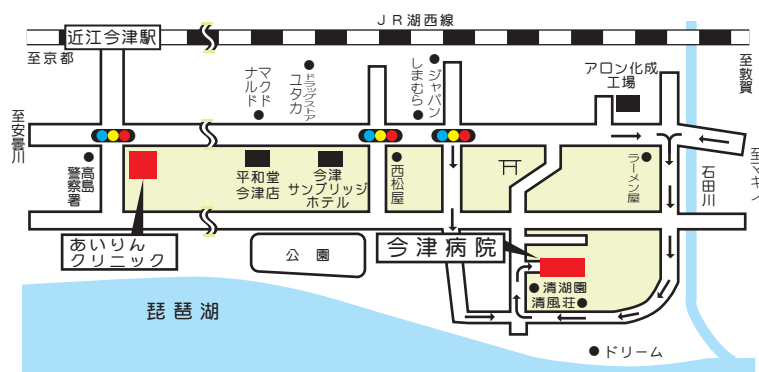 JR湖西線
近江今津駅
至京都
至敦賀
マクド
ナルド
ドラッグストア
ユタカ
ジャパン
しまむら
アロン化成
工場
至安曇川
至マキノ
高島
警察署
平和堂
今津店
今津
サンブリッジ
ホテル
西松屋
ラーメン屋
石田川
あいりん
クリニック
公園
今津病院
清湖園
清風荘
琵琶湖
ドリーム